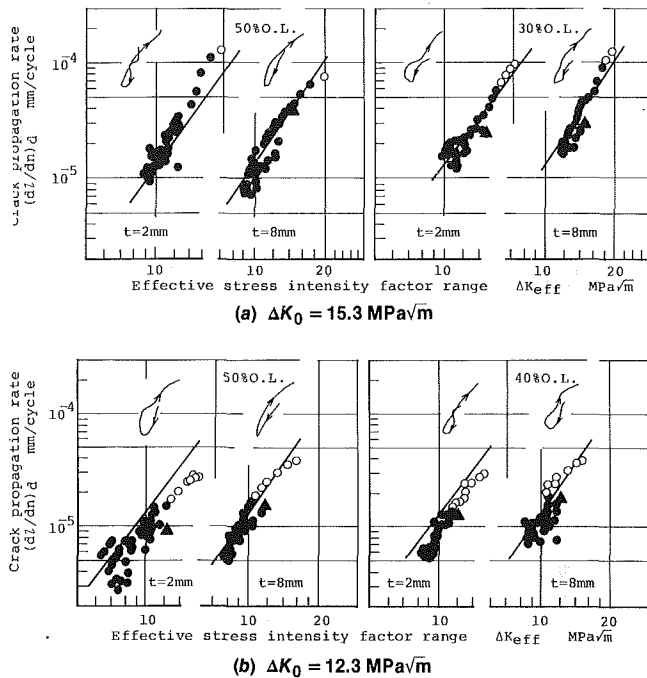 Crack propagation rate
(dl/dn)d mm/cycle
50%O.L. 30%O.L.
10⁻⁴
10⁻⁵
t=2mm t=8mm t=2mm t=8mm
10 10 20 10 10 20
Effective stress intensity factor range ΔKeff MPa√m
(a) ΔK₀ = 15.3 MPa√m
Crack propagation rate
(dl/dn)d mm/cycle
50%O.L. 40%O.L.
10⁻⁴
10⁻⁵
t=2mm t=8mm t=2mm t=8mm
10 10 20 10 10 20
Effective stress intensity factor range ΔKeff MPa√m
(b) ΔK₀ = 12.3 MPa√m